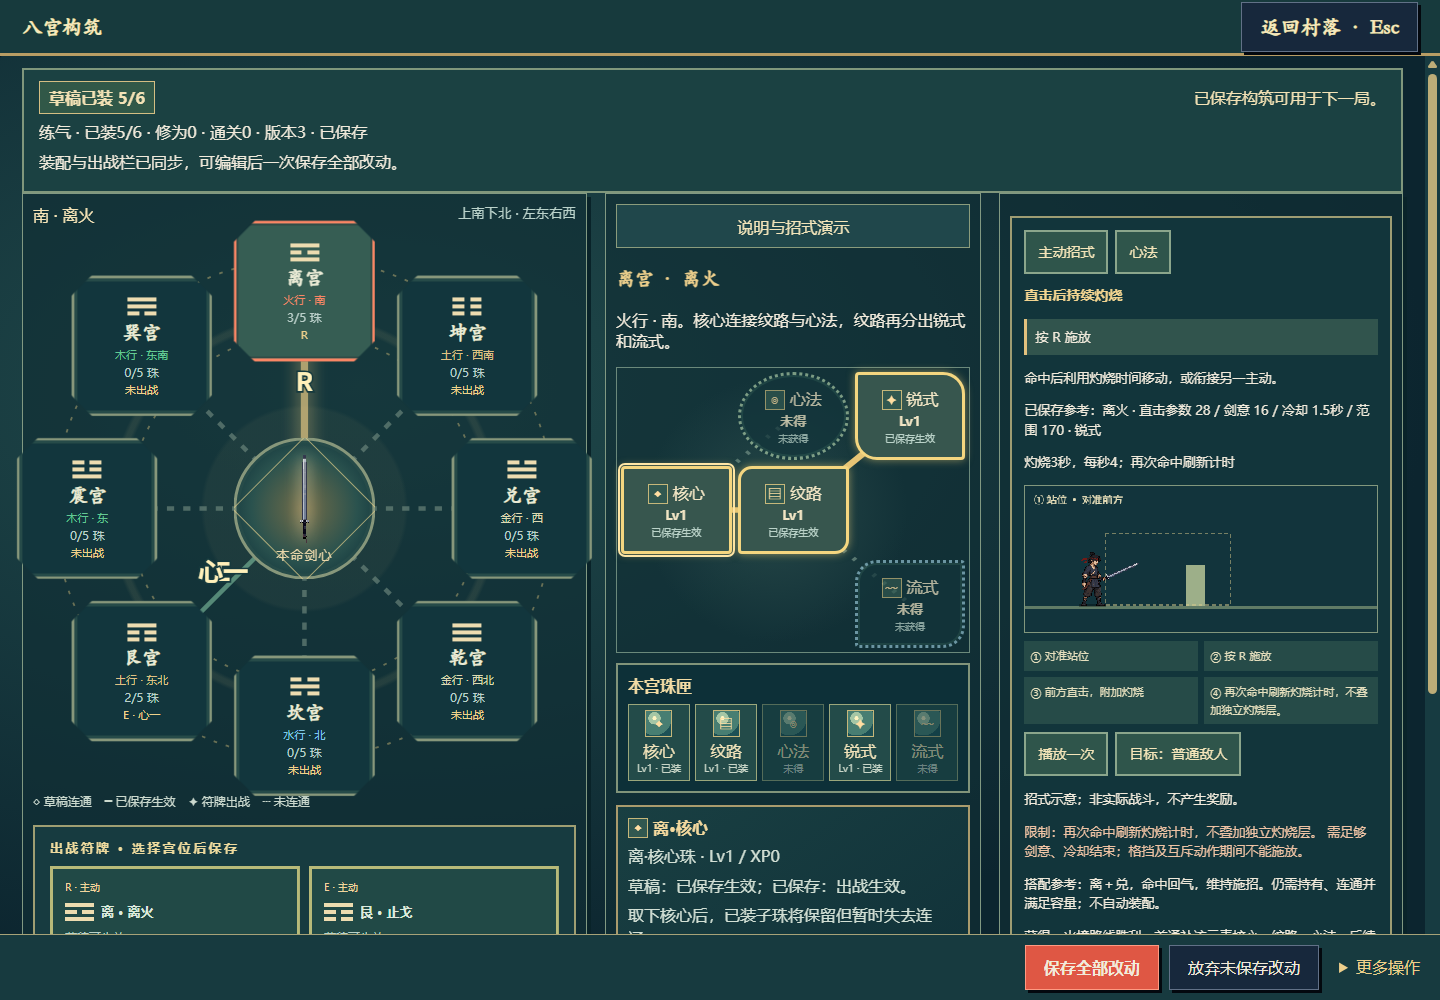 八宫构筑
返回村落 · Esc
草稿已装 5/6
已保存构筑可用于下一局。
练气 · 已装5/6 · 修为0 · 通关0 · 版本3 · 已保存
装配与出战栏已同步，可编辑后一次保存全部改动。
南 · 离火
上南下北 · 左东右西
离宫
火行 · 南
3/5 珠
R
巽宫
木行 · 东南
0/5 珠
未出战
坤宫
土行 · 西南
0/5 珠
未出战
R
震宫
木行 · 东
0/5 珠
未出战
本命剑心
兑宫
金行 · 西
0/5 珠
未出战
心一
艮宫
土行 · 东北
2/5 珠
E · 心一
坎宫
水行 · 北
0/5 珠
未出战
乾宫
金行 · 西北
0/5 珠
未出战
草稿连通
已保存生效
符牌出战
未连通
出战符牌 · 选择宫位后保存
R · 主动
离 · 离火
E · 主动
艮 · 止戈
说明与招式演示
离宫 · 离火
火行 · 南。核心连接纹路与心法，纹路再分出锐式
和流式。
心法
未得
未获得
锐式
Lv1
已保存生效
核心
Lv1
已保存生效
纹路
Lv1
已保存生效
流式
未得
未获得
本宫珠匣
核心
Lv1 · 已装
纹路
Lv1 · 已装
心法
未得
锐式
Lv1 · 已装
流式
未得
离·核心
离·核心珠 · Lv1 / XP0
草稿：已保存生效；已保存：出战生效。
取下核心后，已装子珠将保留但暂时失去连
主动招式
心法
直击后持续灼烧
按 R 施放
命中后利用灼烧时间移动，或衔接另一主动。
已保存参考：离火 · 直击参数 28 / 剑意 16 / 冷却 1.5秒 / 范
围 170 · 锐式
灼烧3秒，每秒4；再次命中刷新计时
① 站位 · 对准前方
① 对准站位
② 按 R 施放
③ 前方直击，附加灼烧
④ 再次命中刷新灼烧计时，不叠
加独立灼烧层。
播放一次
目标：普通敌人
招式示意；非实际战斗，不产生奖励。
限制：再次命中刷新灼烧计时，不叠加独立灼烧层。 需足够
剑意、冷却结束；格挡及互斥动作期间不能施放。
搭配参考：离 + 兑，命中回气，维持施招。仍需持有、连通并
满足容量；不自动装配。
保存全部改动
放弃未保存改动
更多操作